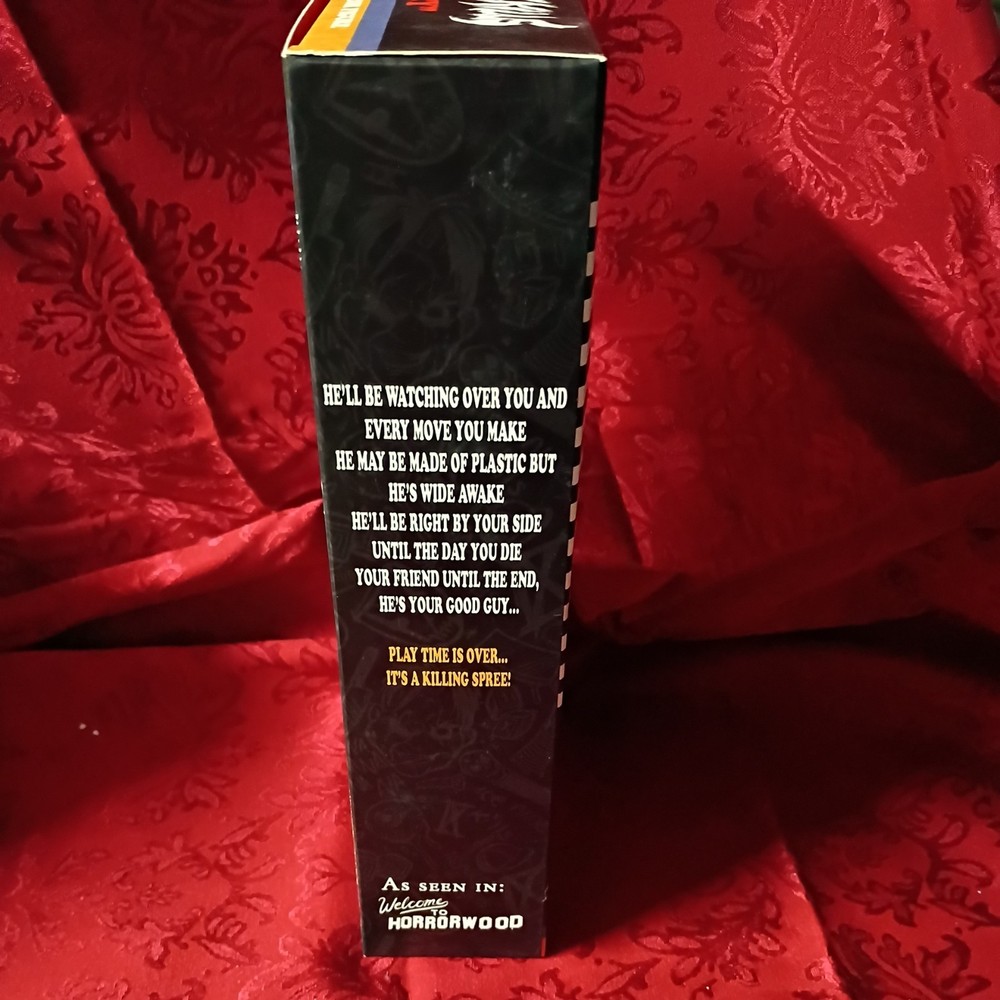 HE'LL BE WATCHING OVER YOU AND
EVERY MOVE YOU MAKE
HE MAY BE MADE OF PLASTIC BUT
HE'S WIDE AWAKE
HE'LL BE RIGHT BY YOUR SIDE
UNTIL THE DAY YOU DIE
YOUR FRIEND UNTIL THE END,
HE'S YOUR GOOD GUY...
PLAY TIME IS OVER...
IT'S A KILLING SPREE!
K
AS SEEN IN:
Welcome
TO
HORRORWOOD